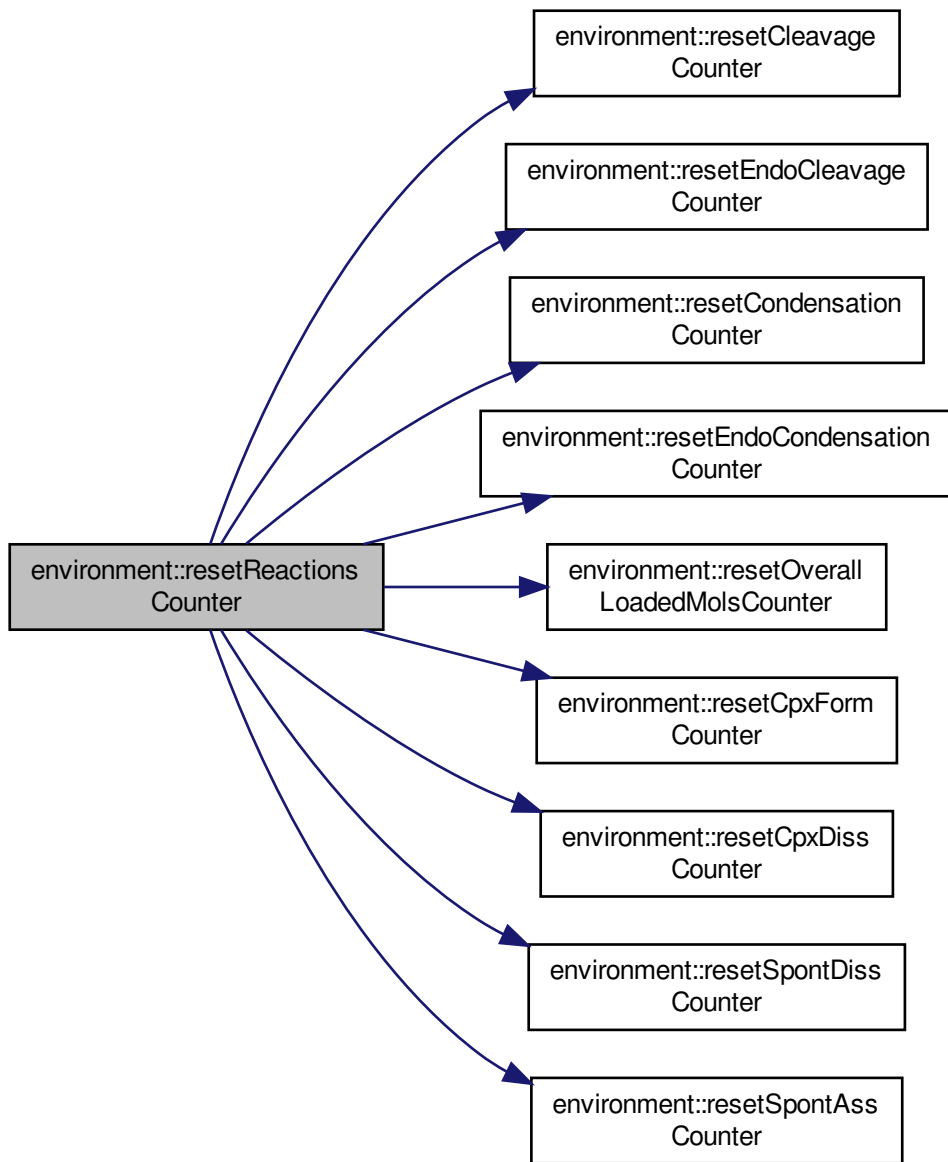 environment::resetCleavage
Counter
environment::resetEndoCleavage
Counter
environment::resetCondensation
Counter
environment::resetEndoCondensation
Counter
environment::resetReactions
Counter
environment::resetOverall
LoadedMolsCounter
environment::resetCpxForm
Counter
environment::resetCpxDiss
Counter
environment::resetSpontDiss
Counter
environment::resetSpontAss
Counter